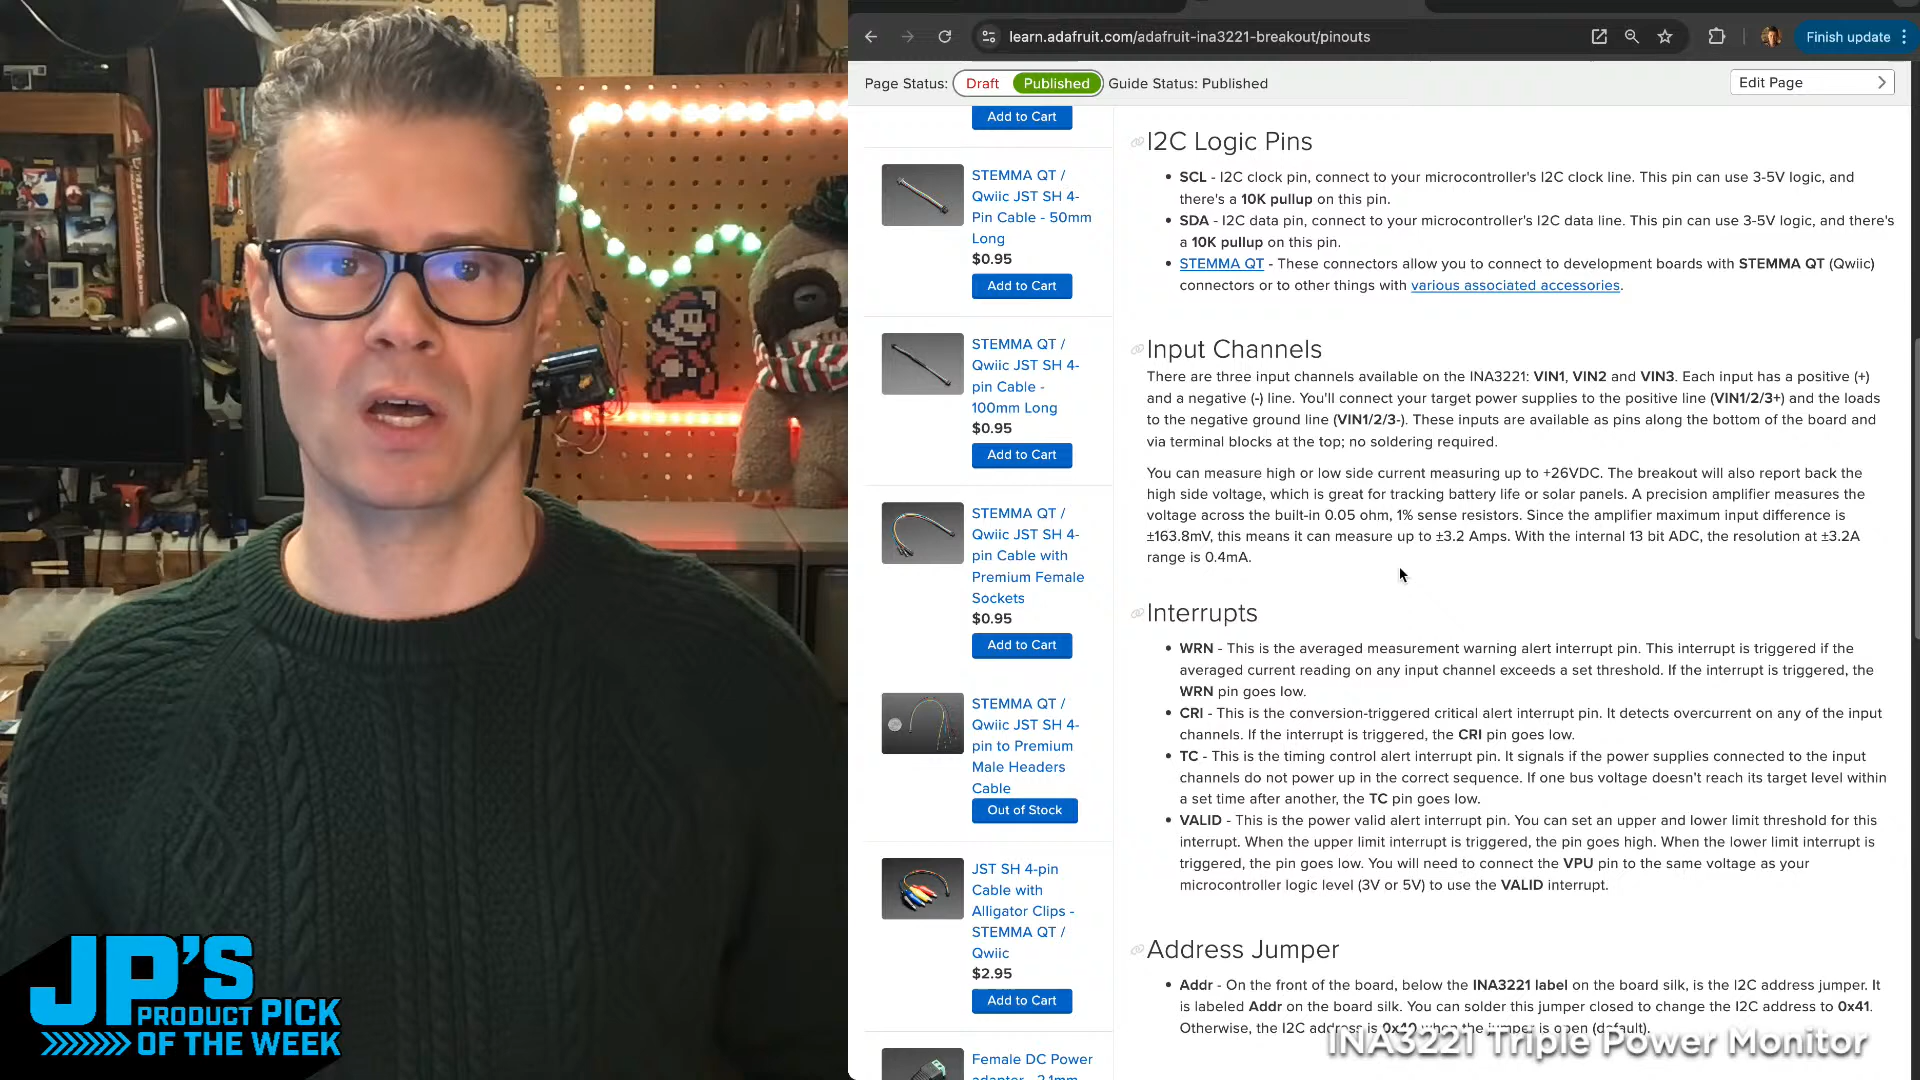 learn.adafruit.com/adafruit-ina3221-breakout/pinouts
Finish update
Page Status:
Draft
Published
Guide Status: Published
Edit Page
Add to Cart
STEMMA QT /
Qwiic JST SH 4-
Pin Cable - 50mm
Long
$0.95
Add to Cart
STEMMA QT /
Qwiic JST SH 4-
pin Cable -
100mm Long
$0.95
Add to Cart
STEMMA QT /
Qwiic JST SH 4-
pin Cable with
Premium Female
Sockets
$0.95
Add to Cart
STEMMA QT /
Qwiic JST SH 4-
pin to Premium
Male Headers
Cable
Out of Stock
JST SH 4-pin
Cable with
Alligator Clips -
STEMMA QT /
Qwiic
$2.95
Add to Cart
Female DC Power
adapter - 2.1mm
I2C Logic Pins
SCL - I2C clock pin, connect to your microcontroller's I2C clock line. This pin can use 3-5V logic, and
there's a 10K pullup on this pin.
SDA - I2C data pin, connect to your microcontroller's I2C data line. This pin can use 3-5V logic, and there's
a 10K pullup on this pin.
STEMMA QT - These connectors allow you to connect to development boards with STEMMA QT (Qwiic)
connectors or to other things with various associated accessories.
Input Channels
There are three input channels available on the INA3221: VIN1, VIN2 and VIN3. Each input has a positive (+)
and a negative (-) line. You'll connect your target power supplies to the positive line (VIN1/2/3+) and the loads
to the negative ground line (VIN1/2/3-). These inputs are available as pins along the bottom of the board and
via terminal blocks at the top; no soldering required.
You can measure high or low side current measuring up to +26VDC. The breakout will also report back the
high side voltage, which is great for tracking battery life or solar panels. A precision amplifier measures the
voltage across the built-in 0.05 ohm, 1% sense resistors. Since the amplifier maximum input difference is
±163.8mV, this means it can measure up to ±3.2 Amps. With the internal 13 bit ADC, the resolution at ±3.2A
range is 0.4mA.
Interrupts
WRN - This is the averaged measurement warning alert interrupt pin. This interrupt is triggered if the
averaged current reading on any input channel exceeds a set threshold. If the interrupt is triggered, the
WRN pin goes low.
CRI - This is the conversion-triggered critical alert interrupt pin. It detects overcurrent on any of the input
channels. If the interrupt is triggered, the CRI pin goes low.
TC - This is the timing control alert interrupt pin. It signals if the power supplies connected to the input
channels do not power up in the correct sequence. If one bus voltage doesn't reach its target level within
a set time after another, the TC pin goes low.
VALID - This is the power valid alert interrupt pin. You can set an upper and lower limit threshold for this
interrupt. When the upper limit interrupt is triggered, the pin goes high. When the lower limit interrupt is
triggered, the pin goes low. You will need to connect the VPU pin to the same voltage as your
microcontroller logic level (3V or 5V) to use the VALID interrupt.
Address Jumper
Addr - On the front of the board, below the INA3221 label on the board silk, is the I2C address jumper. It
is labeled Addr on the board silk. You can solder this jumper closed to change the I2C address to 0x41.
Otherwise, the I2C address is 0x40 when the jumper is open (default).
JP'S
PRODUCT PICK
OF THE WEEK
INA3221 Triple Power Monitor